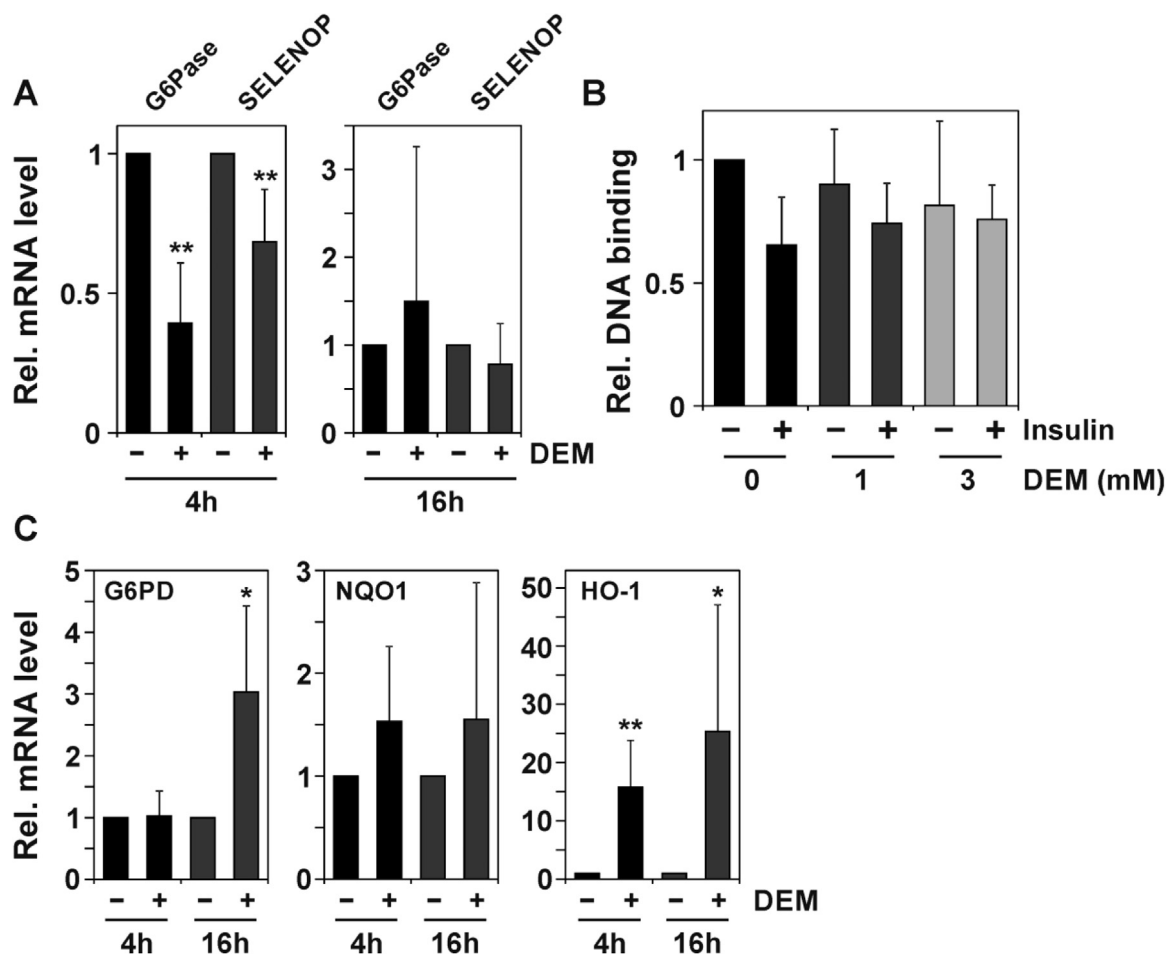 G6Pase SELENOP G6Pase SELENOP
A
Rel. mRNA level
1
0.5
0
** **
− + − +
4h
3
2
1
0
− + − + DEM
16h
B
Rel. DNA binding
1
0.5
0
− + − + − + Insulin
0 1 3 DEM (mM)
C
Rel. mRNA level
G6PD
5
4
3
2
1
0
*
− + − +
4h 16h
NQO1
3
2
1
0
− + − +
4h 16h
HO-1
50
40
30
20
10
0
** *
− + − + DEM
4h 16h